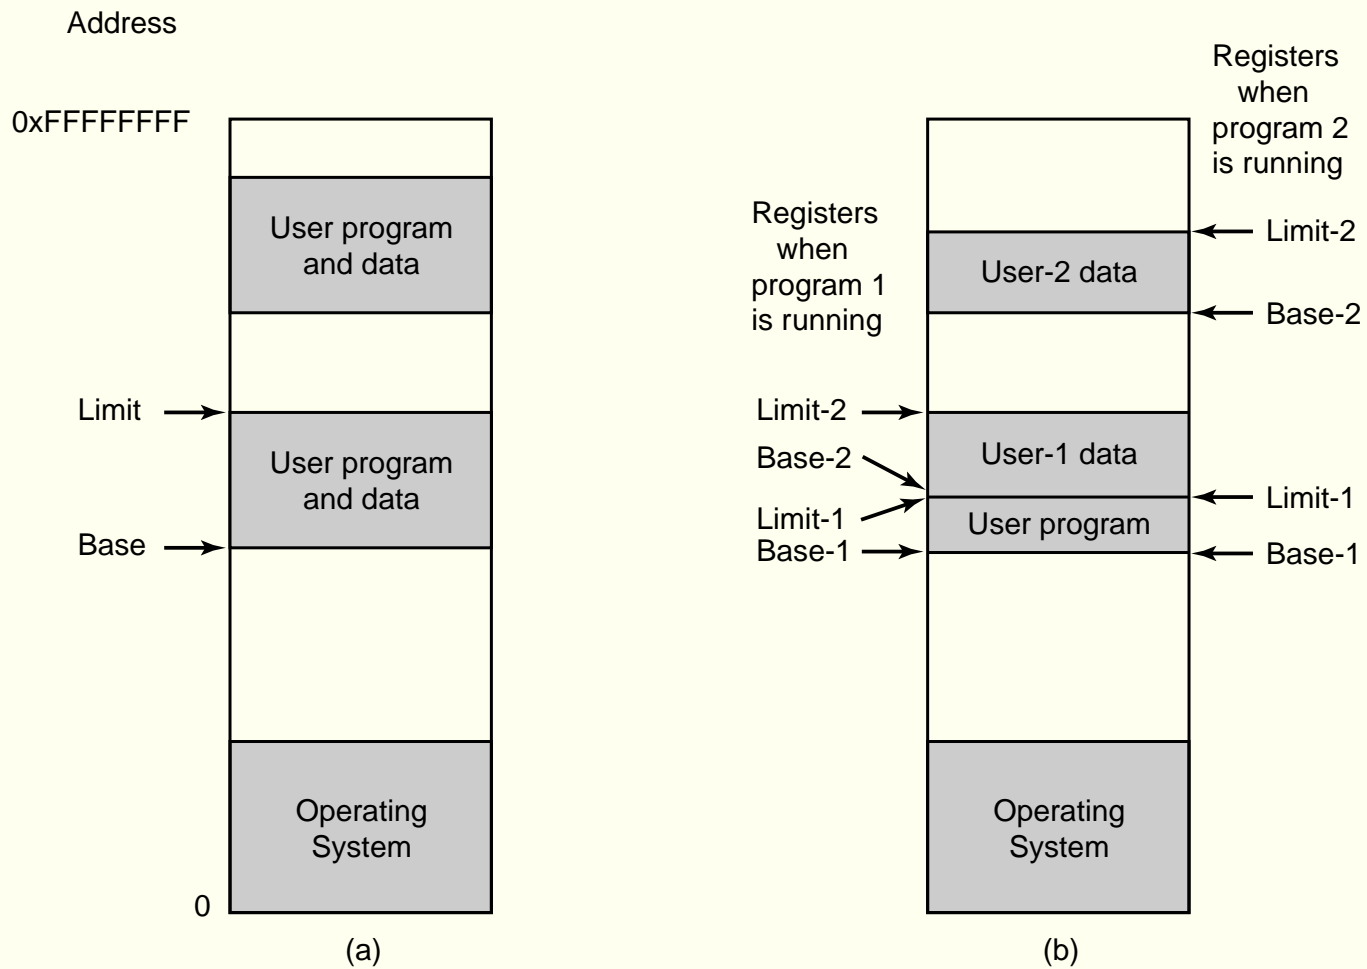 Address
0xFFFFFFFF
User program
and data
Limit
User program
and data
Base
Operating
System
0
(a)
Registers
when
program 1
is running
Limit-2
Base-2
Limit-1
Base-1
User-2 data
User-1 data
User program
Operating
System
(b)
Registers
when
program 2
is running
Limit-2
Base-2
Limit-1
Base-1